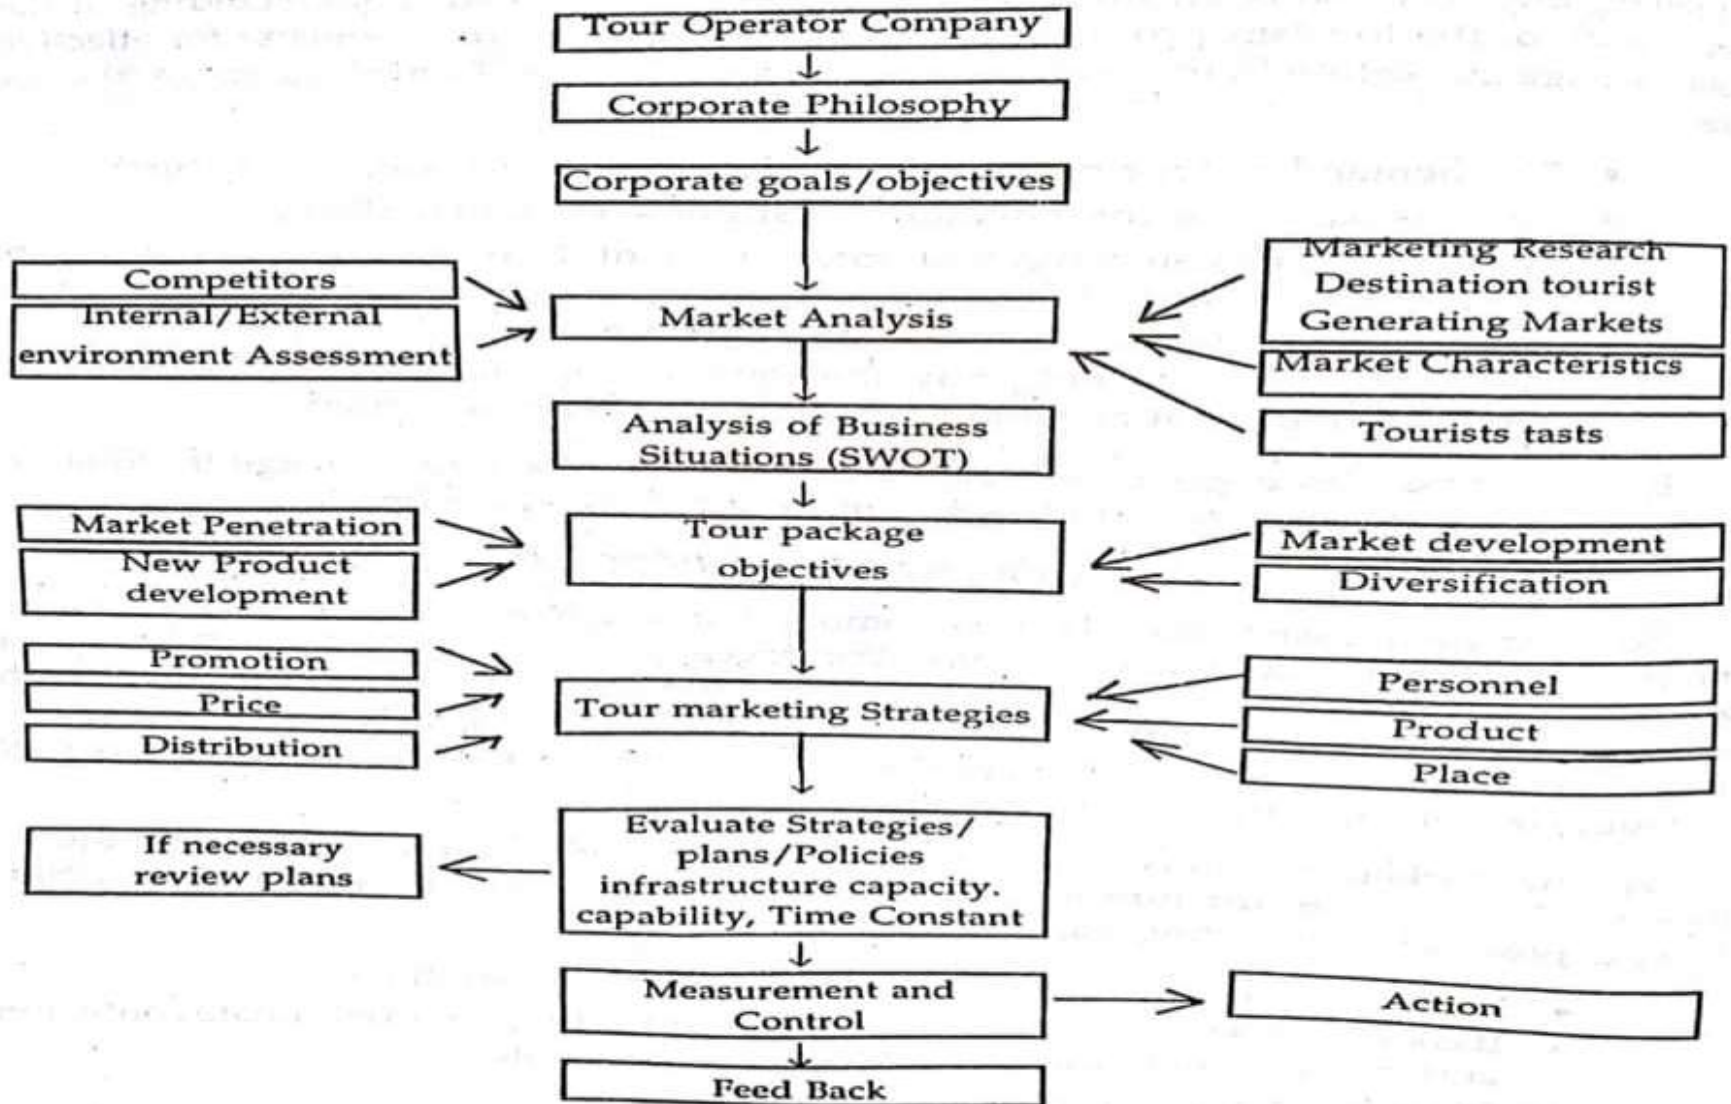 Tour Operator Company
Corporate Philosophy
Corporate goals/objectives
Competitors
Internal/External
environment Assessment
Market Analysis
Marketing Research
Destination tourist
Generating Markets
Market Characteristics
Tourists tasts
Analysis of Business
Situations (SWOT)
Market Penetration
New Product
development
Tour package
objectives
Market development
Diversification
Promotion
Price
Distribution
Tour marketing Strategies
Personnel
Product
Place
If necessary
review plans
Evaluate Strategies/
plans/Policies
infrastructure capacity.
capability, Time Constant
Measurement and
Control
Action
Feed Back